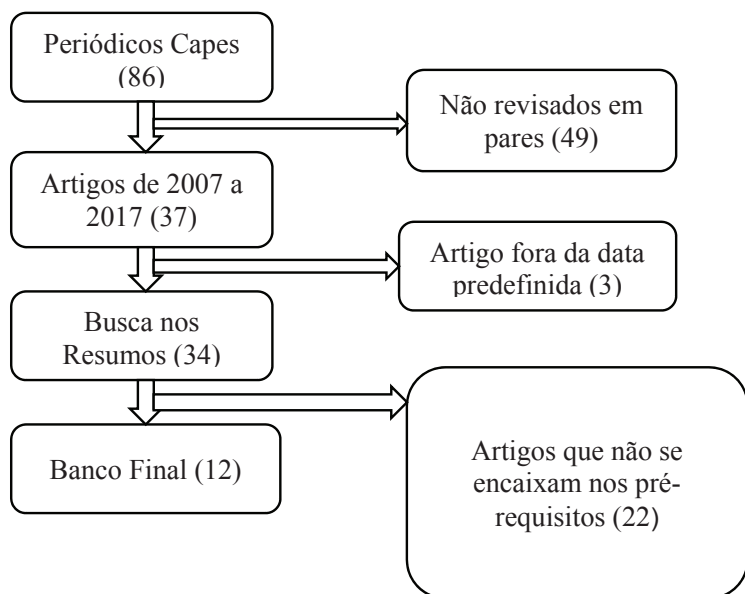 Periódicos Capes
(86)
Não revisados em
pares (49)
Artigos de 2007 a
2017 (37)
Artigo fora da data
predefinida (3)
Busca nos
Resumos (34)
Banco Final (12)
Artigos que não se
encaixam nos pré-
requisitos (22)